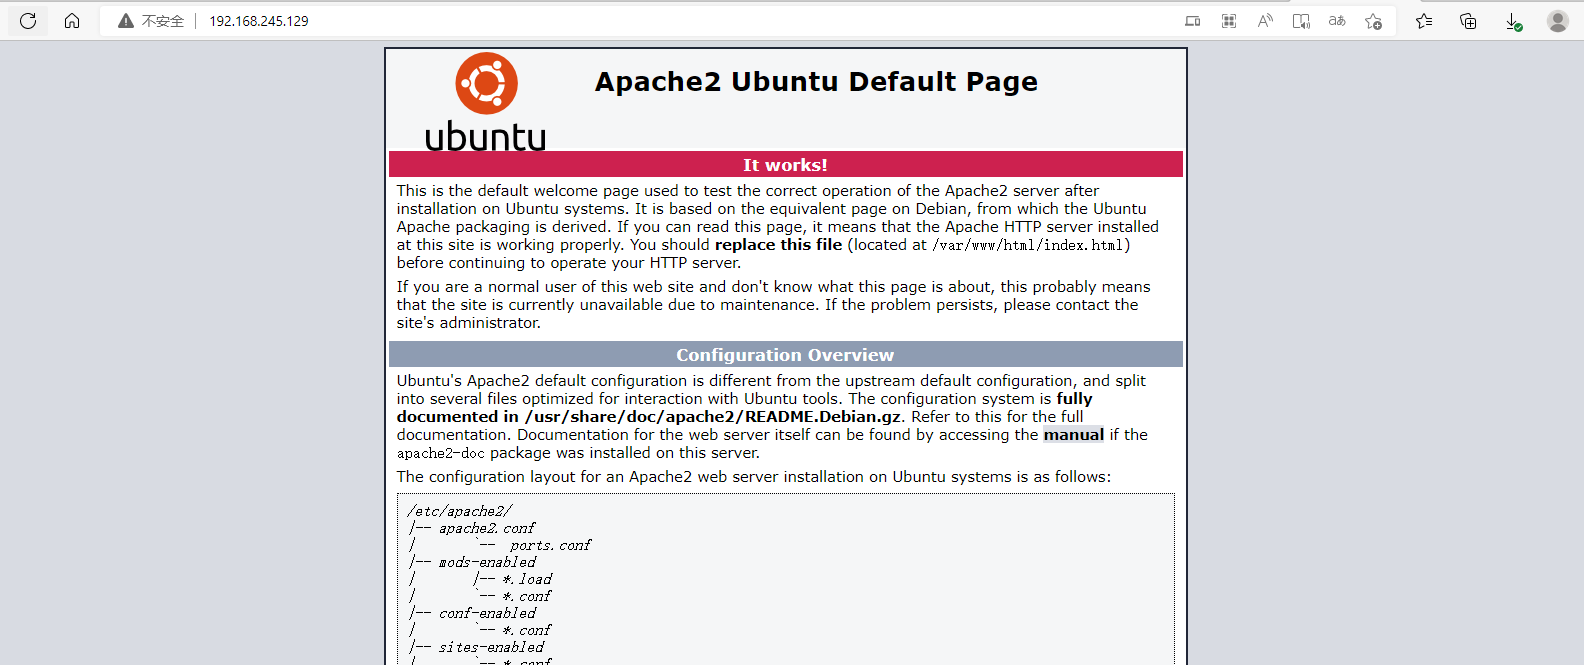 不安全 192.168.245.129
Apache2 Ubuntu Default Page
ubuntu
It works!
This is the default welcome page used to test the correct operation of the Apache2 server after
installation on Ubuntu systems. It is based on the equivalent page on Debian, from which the Ubuntu
Apache packaging is derived. If you can read this page, it means that the Apache HTTP server installed
at this site is working properly. You should replace this file (located at /var/www/html/index.html)
before continuing to operate your HTTP server.
If you are a normal user of this web site and don't know what this page is about, this probably means
that the site is currently unavailable due to maintenance. If the problem persists, please contact the
site's administrator.
Configuration Overview
Ubuntu's Apache2 default configuration is different from the upstream default configuration, and split
into several files optimized for interaction with Ubuntu tools. The configuration system is fully
documented in /usr/share/doc/apache2/README.Debian.gz. Refer to this for the full
documentation. Documentation for the web server itself can be found by accessing the manual if the
apache2-doc package was installed on this server.
The configuration layout for an Apache2 web server installation on Ubuntu systems is as follows:
/etc/apache2/
|-- apache2.conf
|       `--  ports.conf
|-- mods-enabled
|       |-- *.load
|       `-- *.conf
|-- conf-enabled
|       `-- *.conf
|-- sites-enabled
|       `-- *.conf